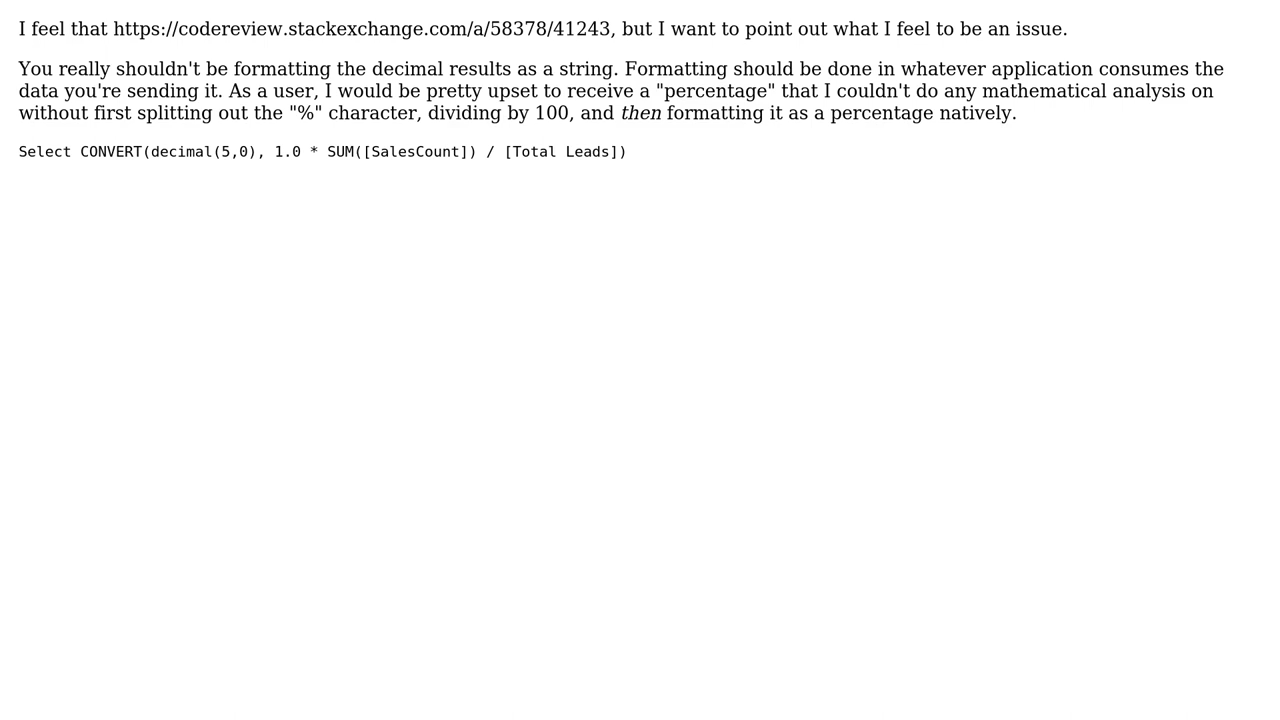 I feel that https://codereview.stackexchange.com/a/58378/41243, but I want to point out what I feel to be an issue.
You really shouldn't be formatting the decimal results as a string. Formatting should be done in whatever application consumes the
data you're sending it. As a user, I would be pretty upset to receive a "percentage" that I couldn't do any mathematical analysis on
without first splitting out the "%" character, dividing by 100, and then formatting it as a percentage natively.
Select CONVERT(decimal(5,0), 1.0 * SUM([SalesCount]) / [Total Leads])